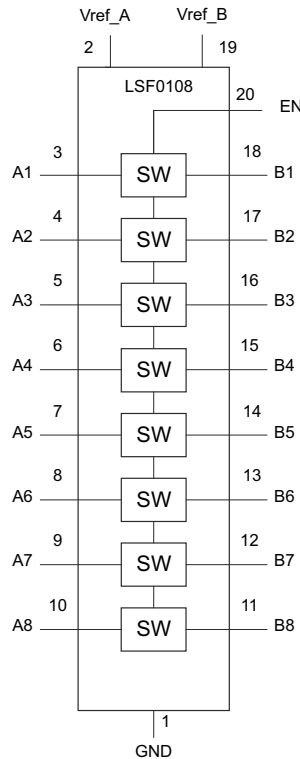 Vref_A Vref_B
2 19
LSF0108
20 EN
3 18
A1 SW B1
4 17
A2 SW B2
5 16
A3 SW B3
6 15
A4 SW B4
7 14
A5 SW B5
8 13
A6 SW B6
9 12
A7 SW B7
10 11
A8 SW B8
1
GND